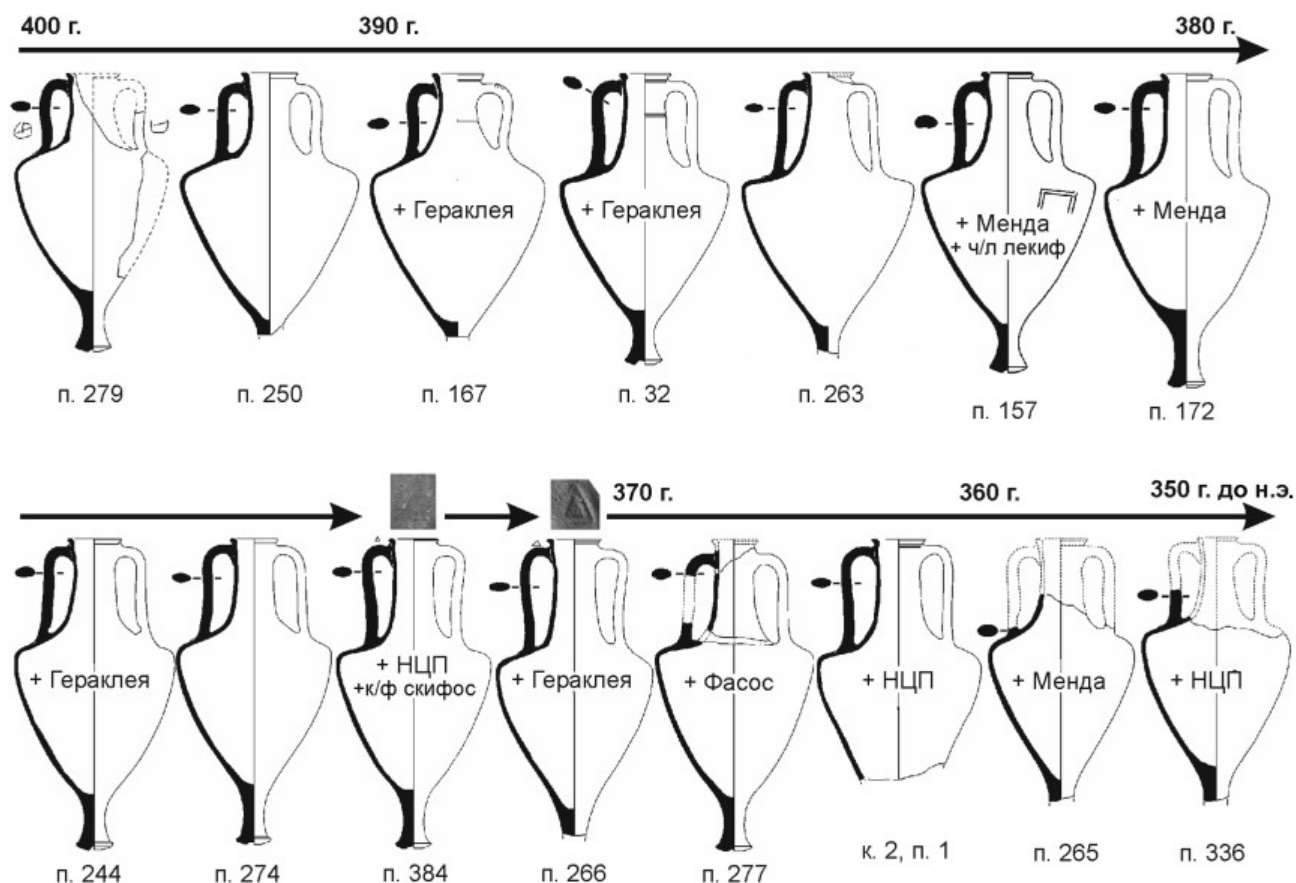 400 г. 390 г. 380 г.
+ Гераклея + Гераклея + Менда + Менда
+ ч/л лекиф
п. 279 п. 250 п. 167 п. 32 п. 263 п. 157 п. 172
370 г. 360 г. 350 г. до н.э.
+ Гераклея + НЦП + Гераклея + Фасос + НЦП + Менда + НЦП
+к/ф скифос
п. 244 п. 274 п. 384 п. 266 п. 277 к. 2, п. 1 п. 265 п. 336